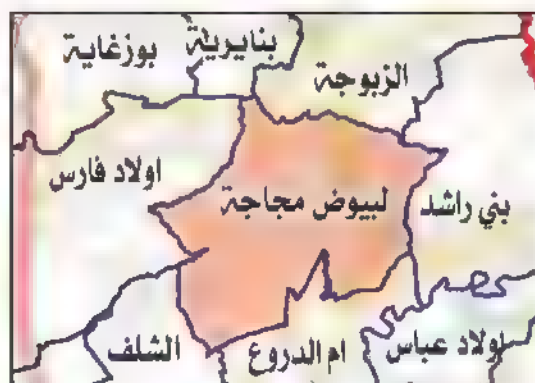 بنايرية
بوزغاية
الزبوجة
اولاد فارس
لبيوض مجاجة
بني راشد
الشلف
ام الدروع
اولاد عباس